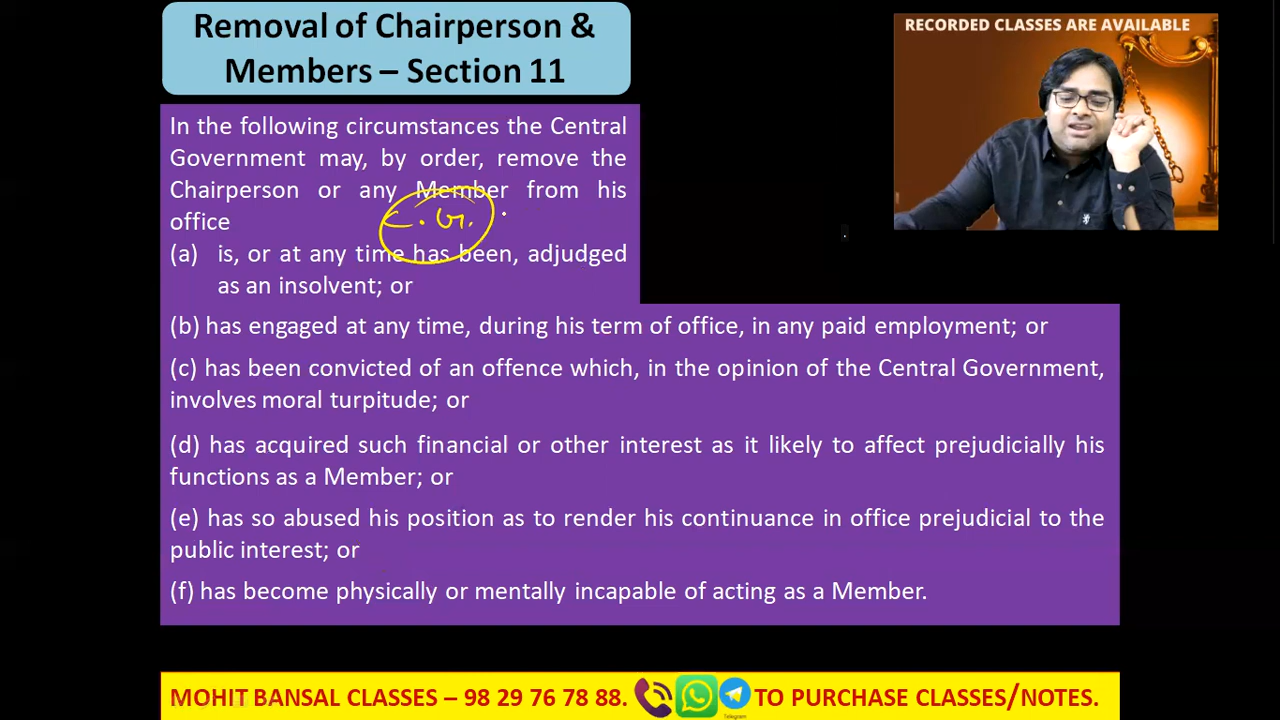 Removal of Chairperson &
Members – Section 11
RECORDED CLASSES ARE AVAILABLE
In the following circumstances the Central
Government may, by order, remove the
Chairperson or any Member from his
office
C. G.
(a) is, or at any time has been, adjudged
as an insolvent; or
(b) has engaged at any time, during his term of office, in any paid employment; or
(c) has been convicted of an offence which, in the opinion of the Central Government,
involves moral turpitude; or
(d) has acquired such financial or other interest as it likely to affect prejudicially his
functions as a Member; or
(e) has so abused his position as to render his continuance in office prejudicial to the
public interest; or
(f) has become physically or mentally incapable of acting as a Member.
MOHIT BANSAL CLASSES – 98 29 76 78 88. TO PURCHASE CLASSES/NOTES.
Telegram